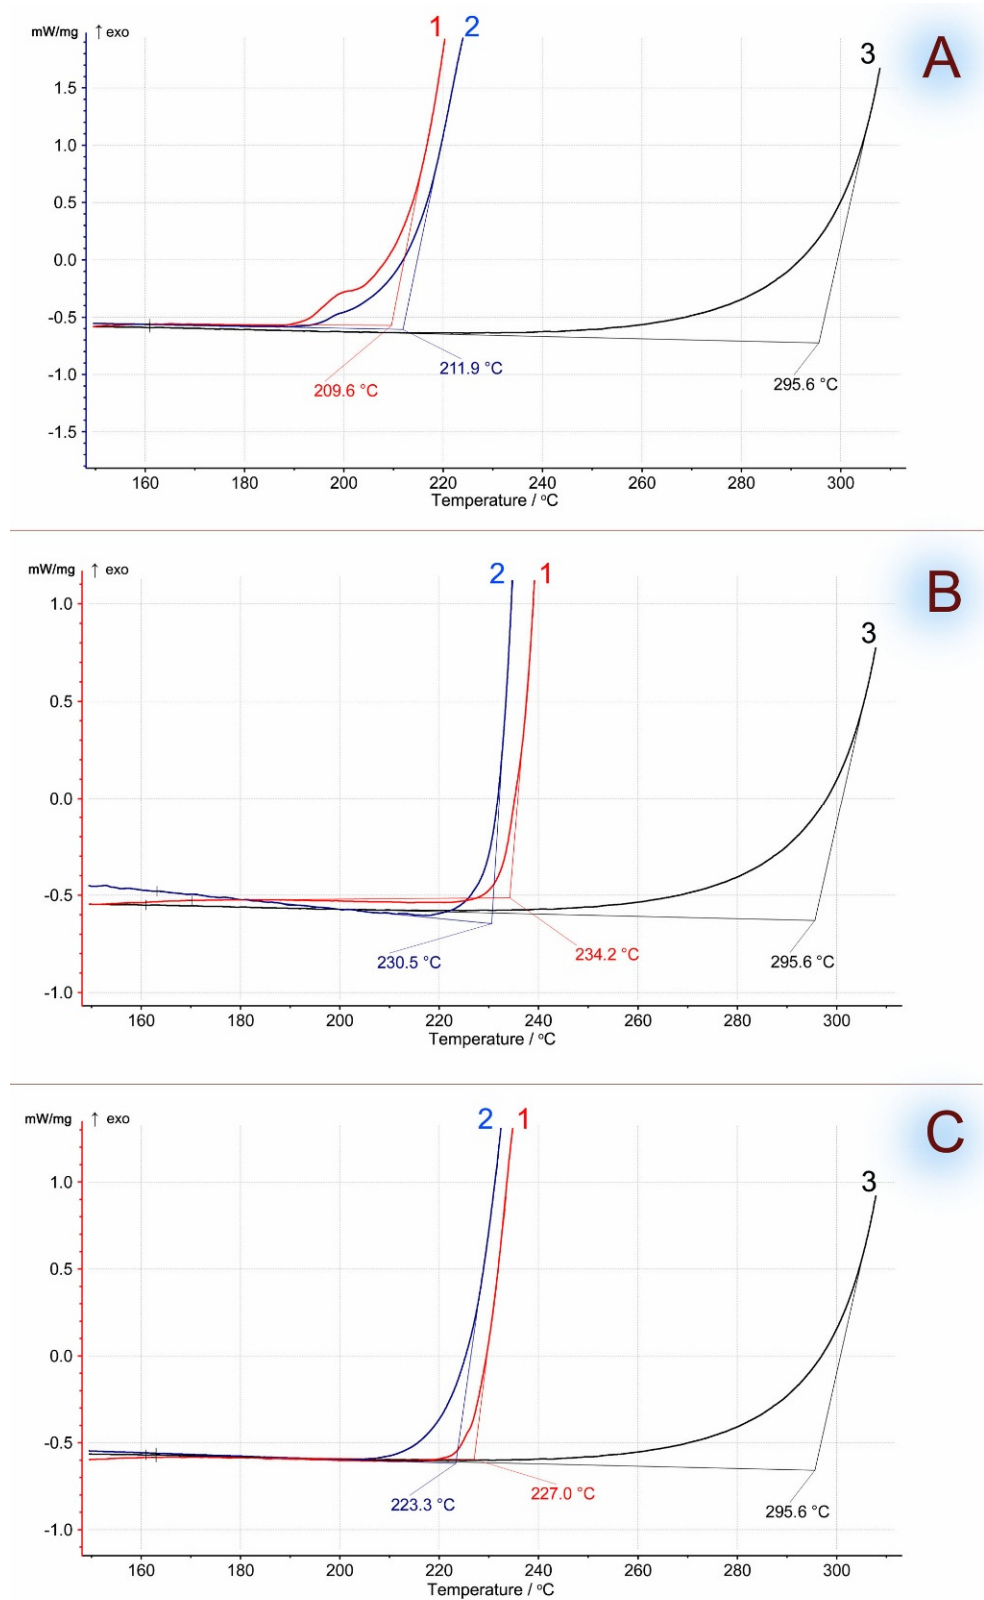 mW/mg ↑ exo
1 2
3
A
1.5
1.0
0.5
0.0
-0.5
-1.0
-1.5
209.6 °C
211.9 °C
295.6 °C
160 180 200 220 240 260 280 300
Temperature / °C
mW/mg ↑ exo
2 1
3
B
1.0
0.5
0.0
-0.5
-1.0
230.5 °C
234.2 °C
295.6 °C
160 180 200 220 240 260 280 300
Temperature / °C
mW/mg ↑ exo
2 1
3
C
1.0
0.5
0.0
-0.5
-1.0
223.3 °C
227.0 °C
295.6 °C
160 180 200 220 240 260 280 300
Temperature / °C